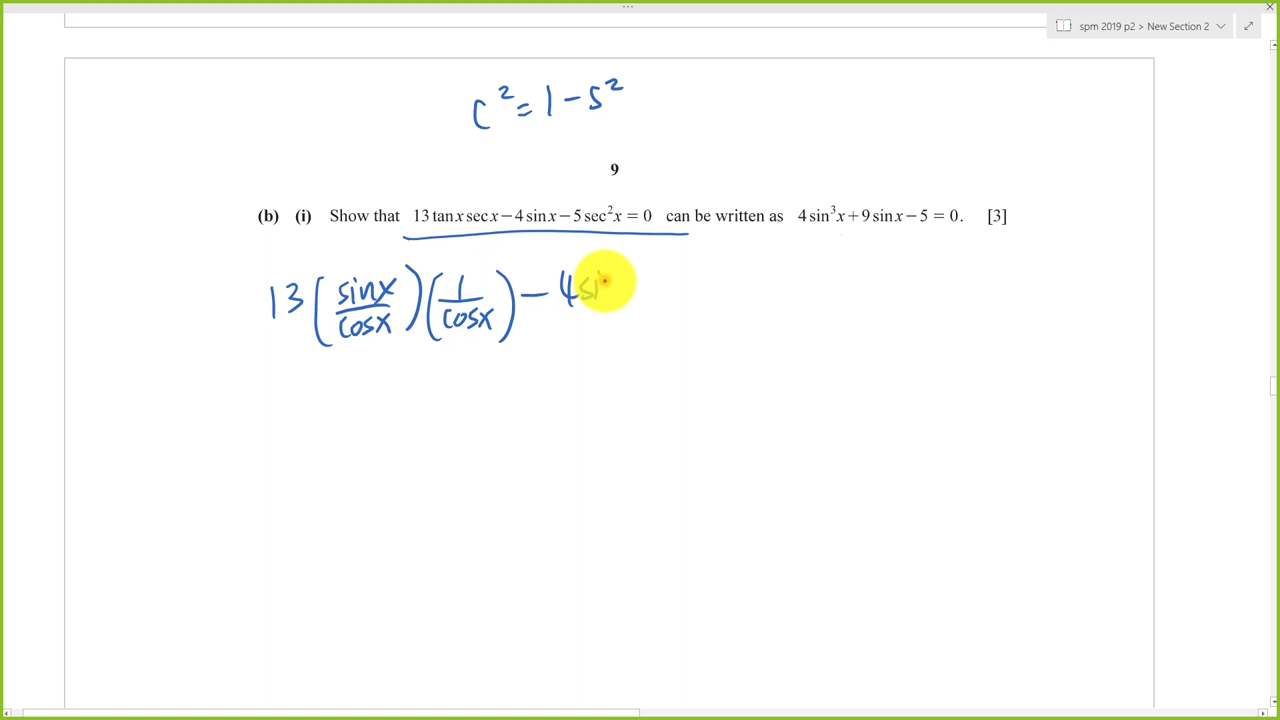 spm 2019 p2 > New Section 2
c² = 1 - s²
9
(b) (i) Show that 13 tan x sec x − 4 sin x − 5 sec²x = 0 can be written as 4 sin³x + 9 sin x − 5 = 0. [3]
13 (sinx/cosx) (1/cosx) − 4si